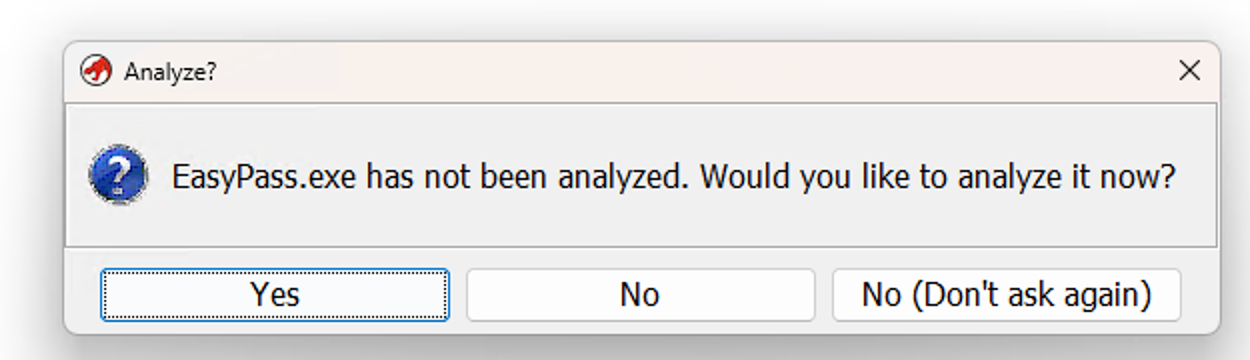 Analyze?
EasyPass.exe has not been analyzed. Would you like to analyze it now?
Yes
No
No (Don't ask again)